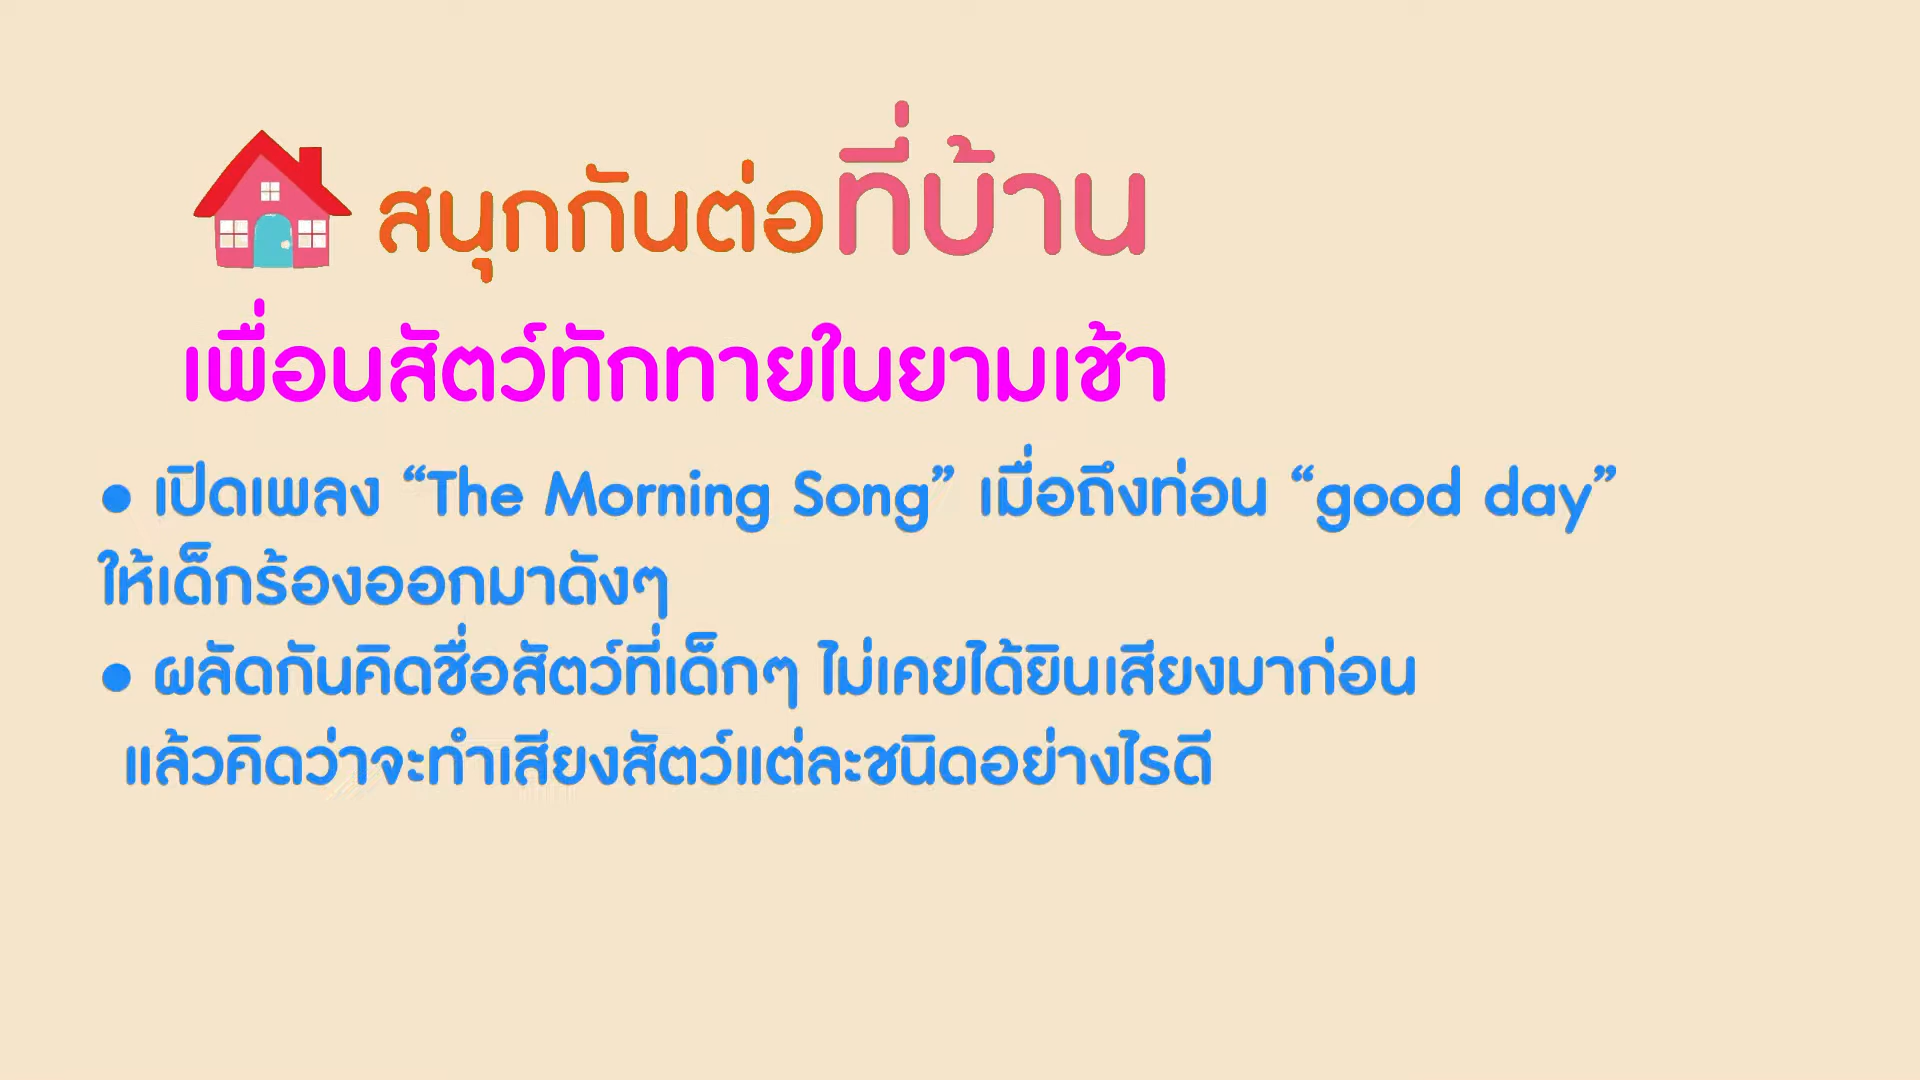 สนุกกันต่อที่บ้าน
เพื่อนสัตว์ทักทายในยามเช้า
● เปิดเพลง “The Morning Song” เมื่อถึงท่อน “good day”
ให้เด็กร้องออกมาดังๆ
● ผลัดกันคิดชื่อสัตว์ที่เด็กๆ ไม่เคยได้ยินเสียงมาก่อน
แล้วคิดว่าจะทำเสียงสัตว์แต่ละชนิดอย่างไรดี